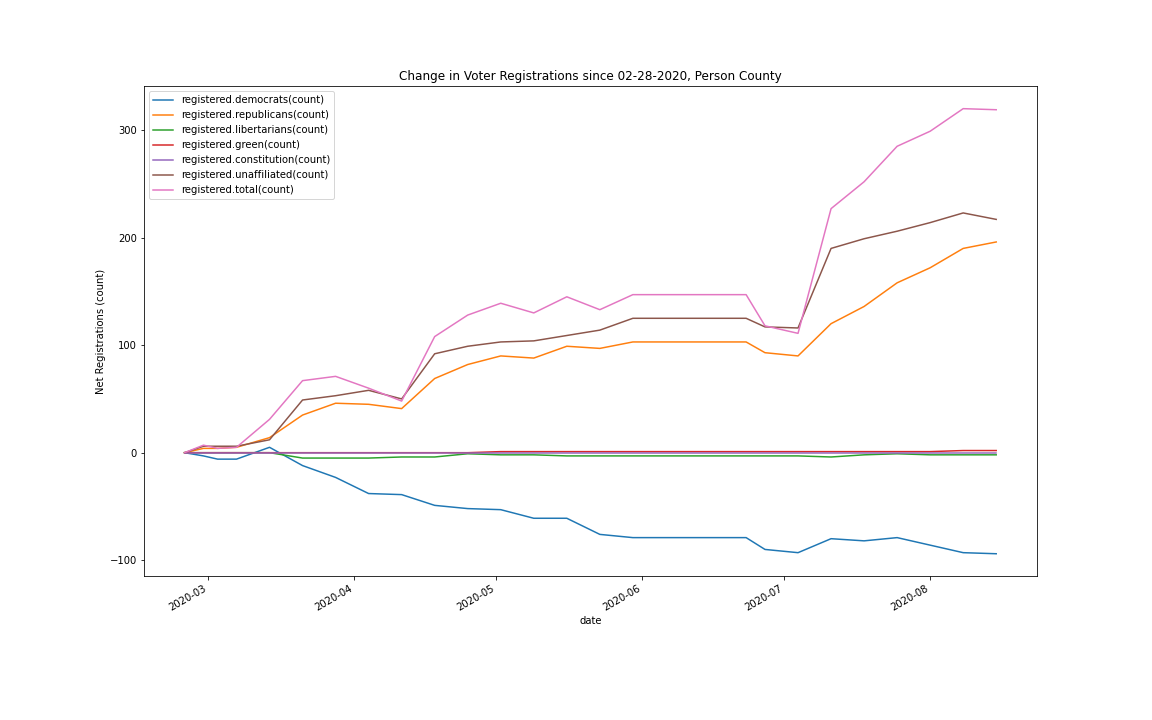 Change in Voter Registrations since 02-28-2020, Person County
registered.democrats(count)
registered.republicans(count)
registered.libertarians(count)
registered.green(count)
registered.constitution(count)
registered.unaffiliated(count)
registered.total(count)
Net Registrations (count)
300
200
100
0
−100
2020-03
2020-04
2020-05
2020-06
2020-07
2020-08
date